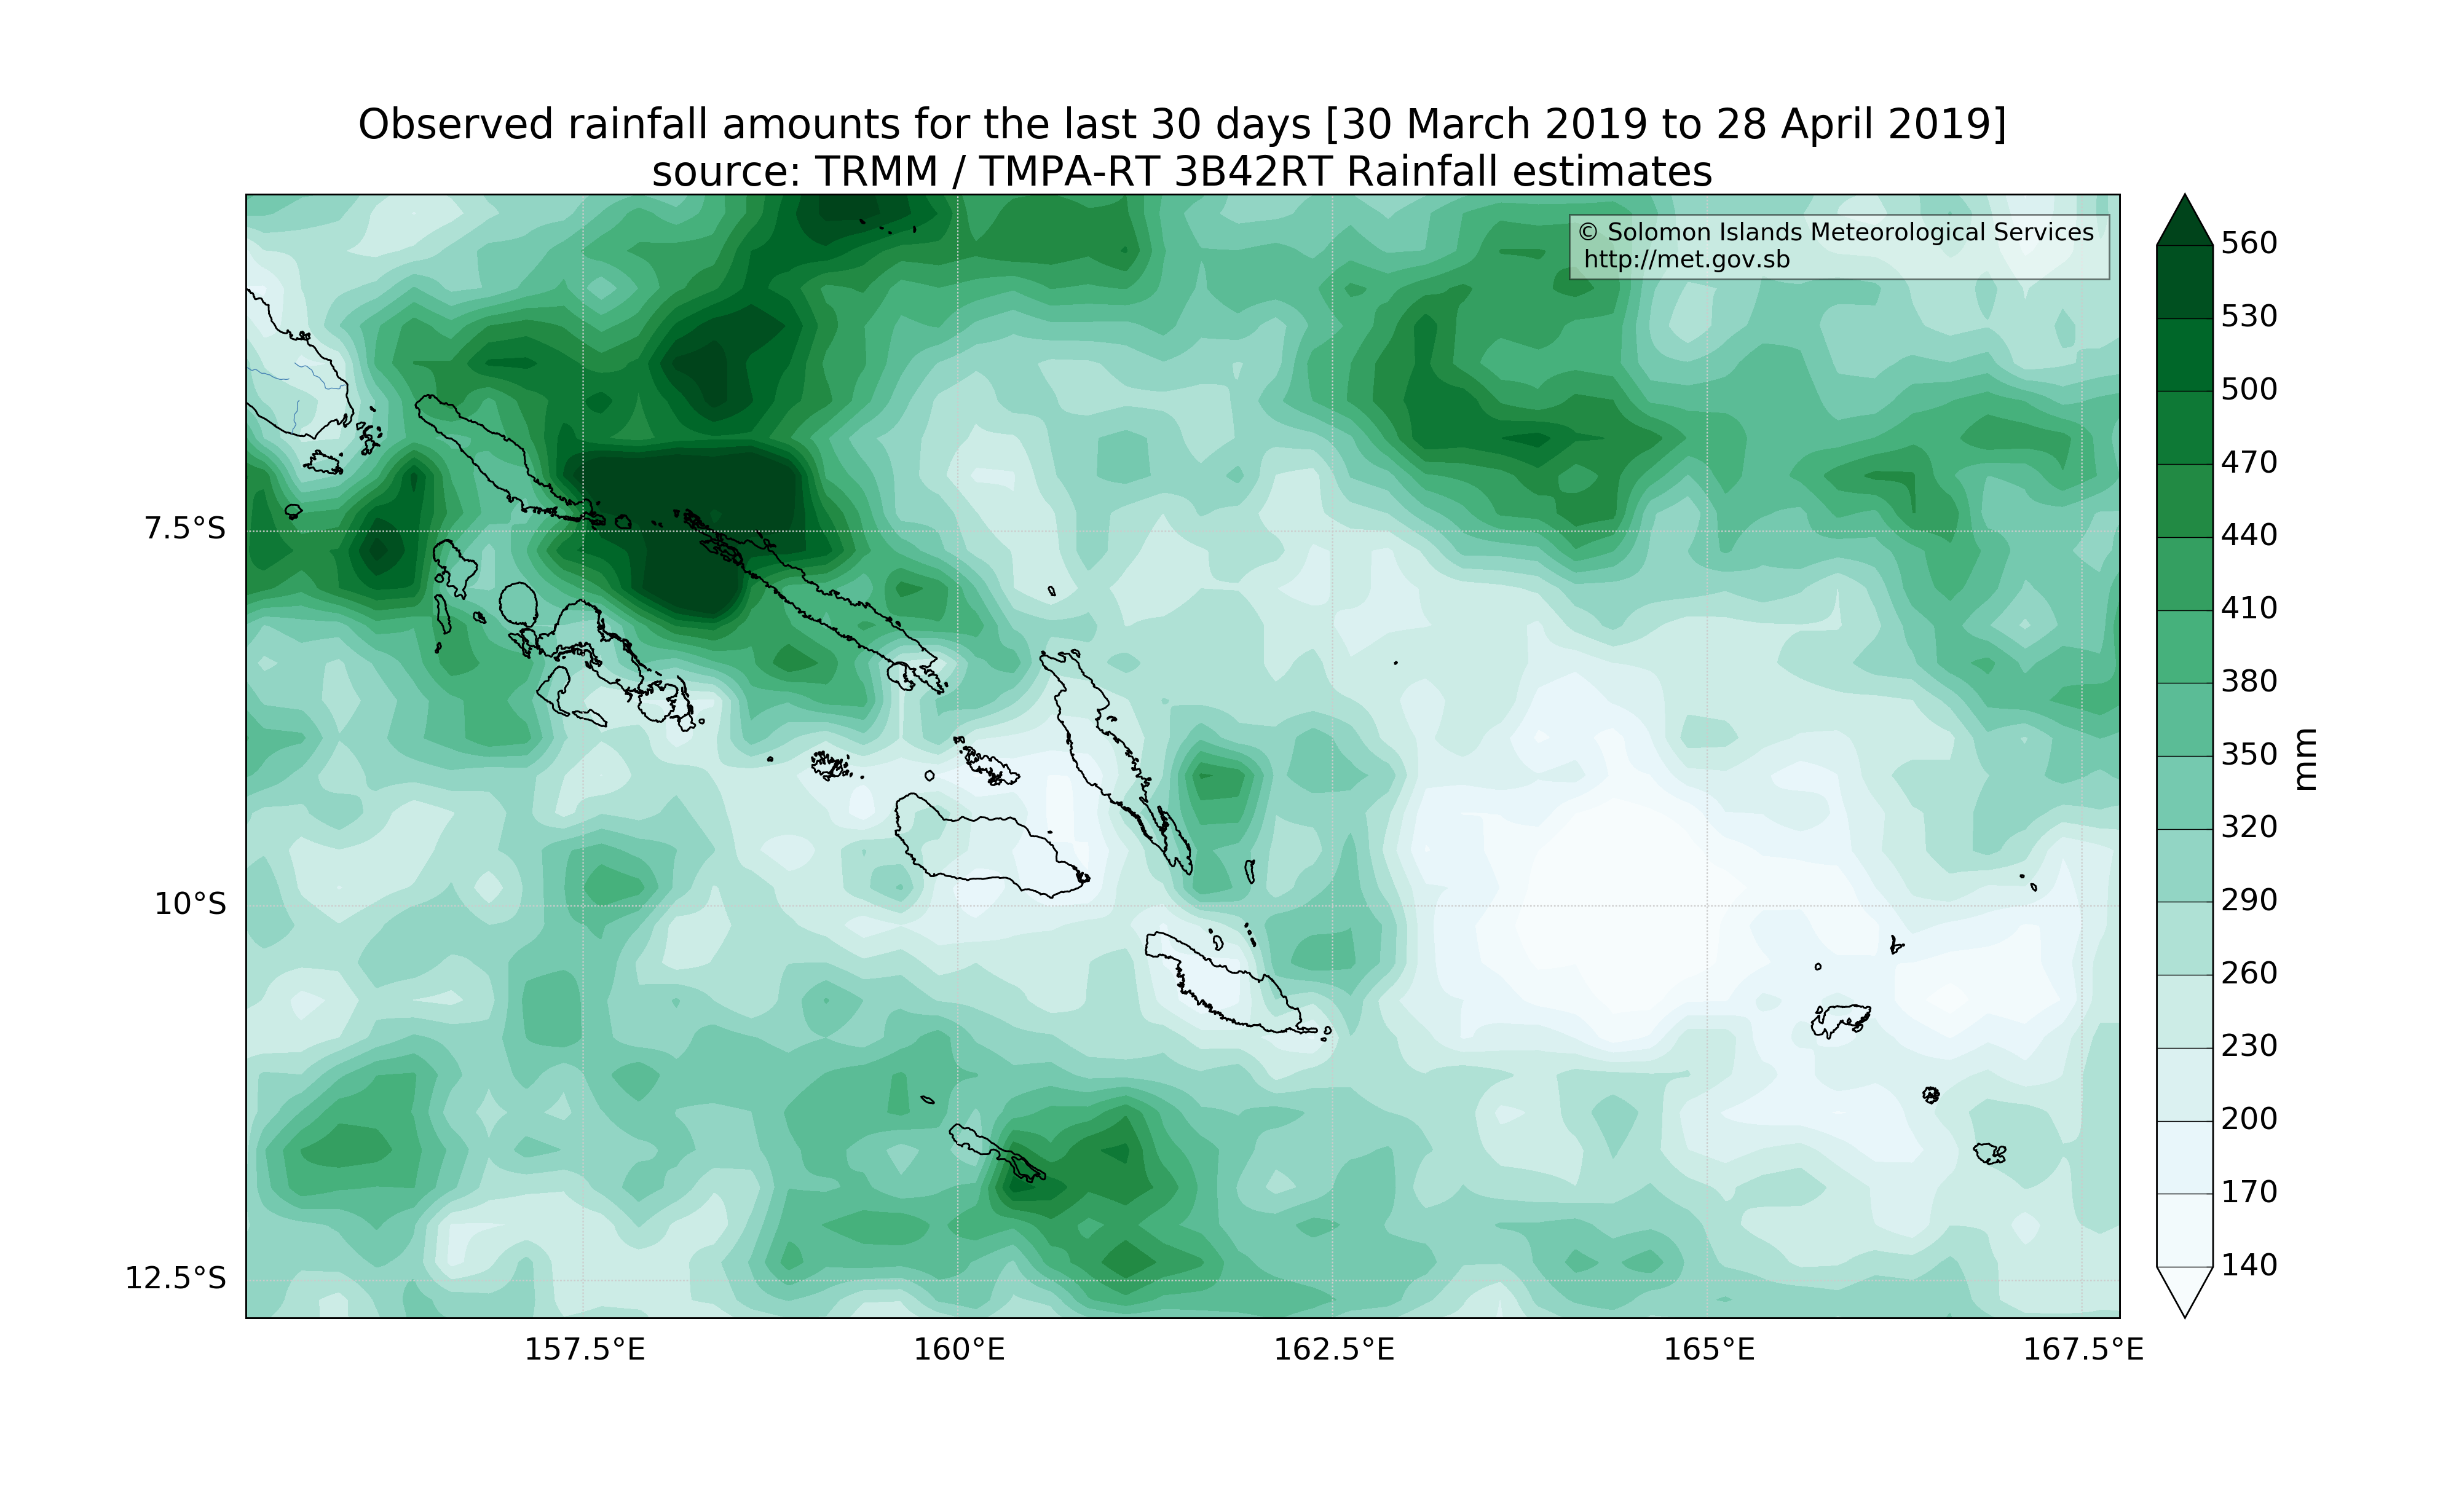 Observed rainfall amounts for the last 30 days [30 March 2019 to 28 April 2019]
source: TRMM / TMPA-RT 3B42RT Rainfall estimates
© Solomon Islands Meteorological Services
http://met.gov.sb
7.5°S
10°S
12.5°S
157.5°E
160°E
162.5°E
165°E
167.5°E
560
530
500
470
440
410
380
350
320
290
260
230
200
170
140
mm